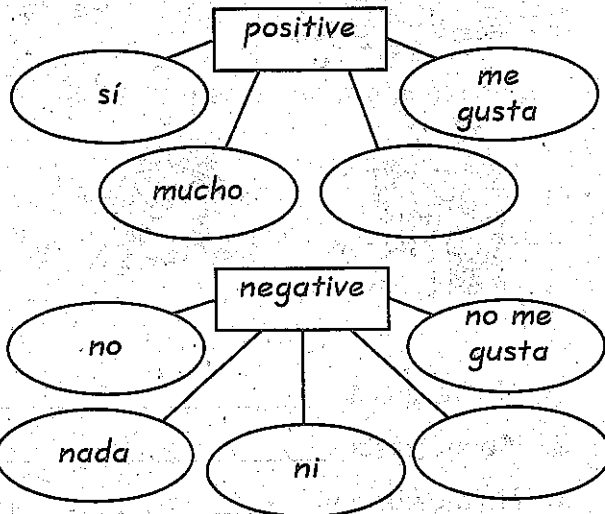 positive
sí
me
gusta
mucho
negative
no
no me
gusta
nada
ni